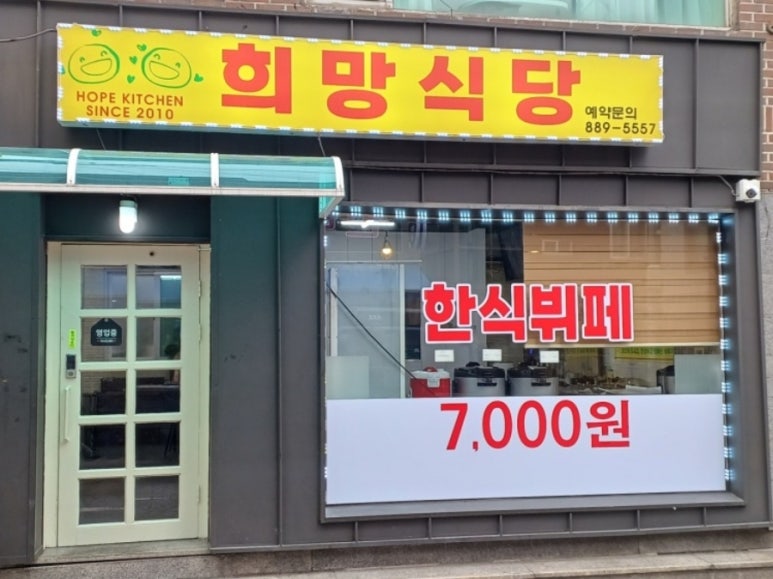 HOPE KITCHEN
SINCE 2010
희망식당
예약문의
889-5557
영업중
한식뷔페
7,000원